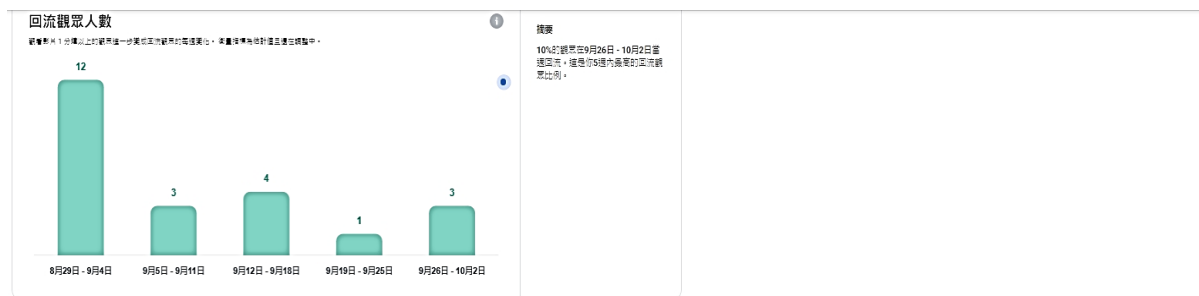 回流觀眾人數
觀看影片 1 分鐘以上的觀眾進一步變成回流觀眾的每週變化。 衡量指標為估計值且還在調整中。
12
3
4
1
3
8月29日 - 9月4日
9月5日 - 9月11日
9月12日 - 9月18日
9月19日 - 9月25日
9月26日 - 10月2日
摘要
10%的觀眾在9月26日 - 10月2日當
週回流。這是你5週內最高的回流觀
眾比例。